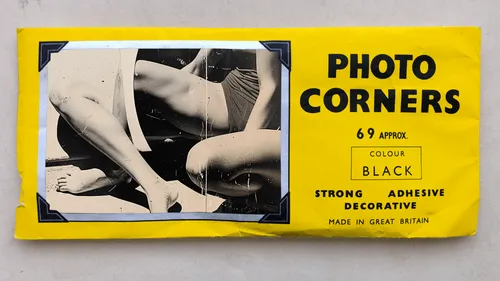 PHOTO
CORNERS
69 APPROX.
COLOUR
BLACK
STRONG ADHESIVE
DECORATIVE
MADE IN GREAT BRITAIN